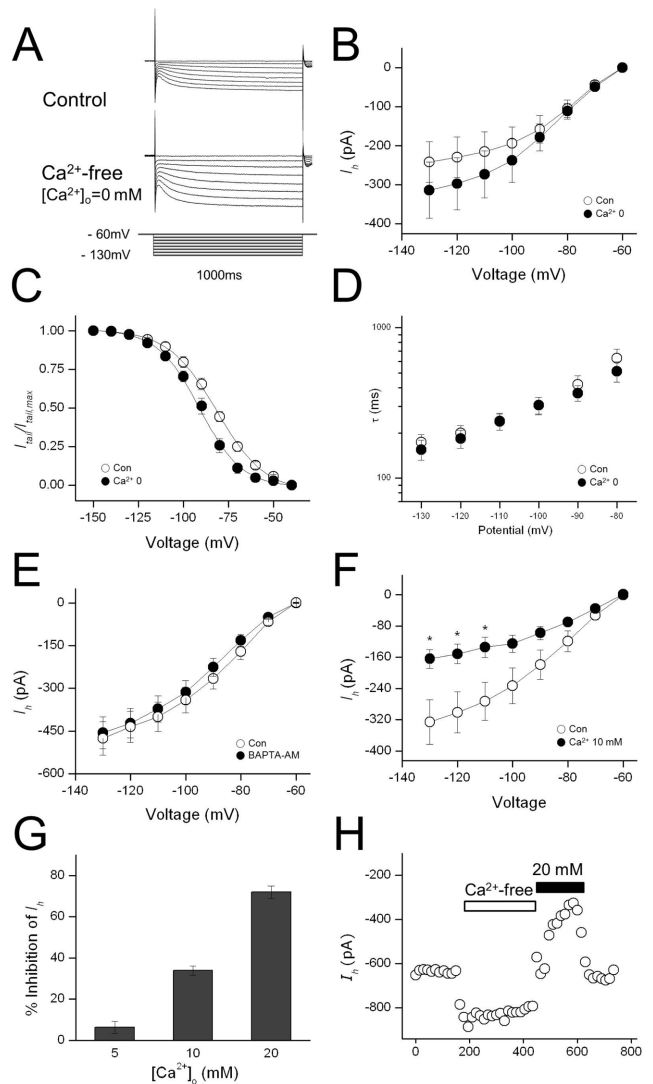 A
Control
Ca²⁺-free
[Ca²⁺]ₒ=0 mM
- 60mV
- 130mV
1000ms
B
0
-100
-200
-300
-400
Iₕ (pA)
Con
Ca²⁺ 0
-140 -120 -100 -80 -60
Voltage (mV)
C
1.00
0.75
0.50
0.25
0.00
I_tail/I_tail,max
Con
Ca²⁺ 0
-150 -125 -100 -75 -50
Voltage (mV)
D
1000
100
τ (ms)
Con
Ca²⁺ 0
-130 -120 -110 -100 -90 -80
Potential (mV)
E
0
-150
-300
-450
-600
Iₕ (pA)
Con
BAPTA-AM
-140 -120 -100 -80 -60
Voltage (mV)
F
0
-80
-160
-240
-320
-400
Iₕ (pA)
* * *
Con
Ca²⁺ 10 mM
-140 -120 -100 -80 -60
Voltage
G
80
60
40
20
0
% Inhibition of Iₕ
5 10 20
[Ca²⁺]ₒ (mM)
H
20 mM
Ca²⁺-free
-200
-400
-600
-800
Iₕ (pA)
0 200 400 600 800